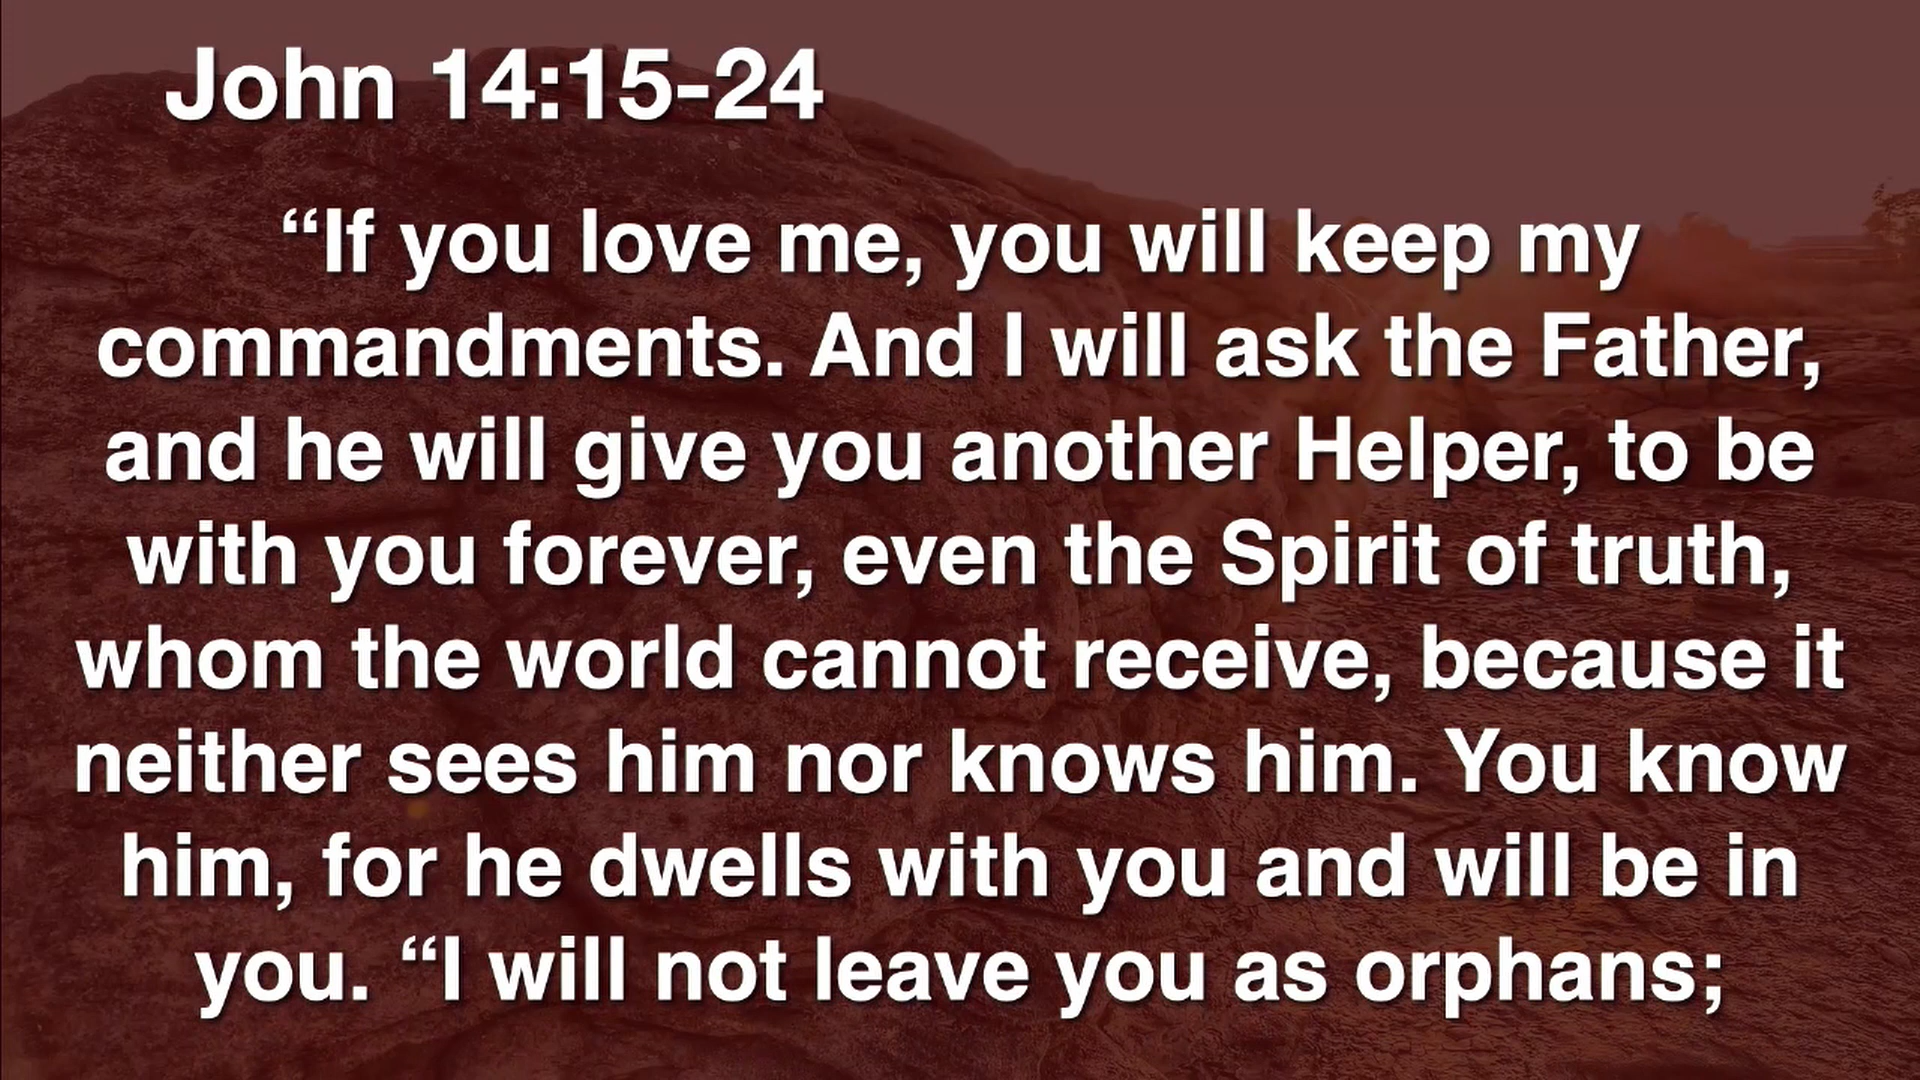 John 14:15-24
“If you love me, you will keep my
commandments. And I will ask the Father,
and he will give you another Helper, to be
with you forever, even the Spirit of truth,
whom the world cannot receive, because it
neither sees him nor knows him. You know
him, for he dwells with you and will be in
you. “I will not leave you as orphans;